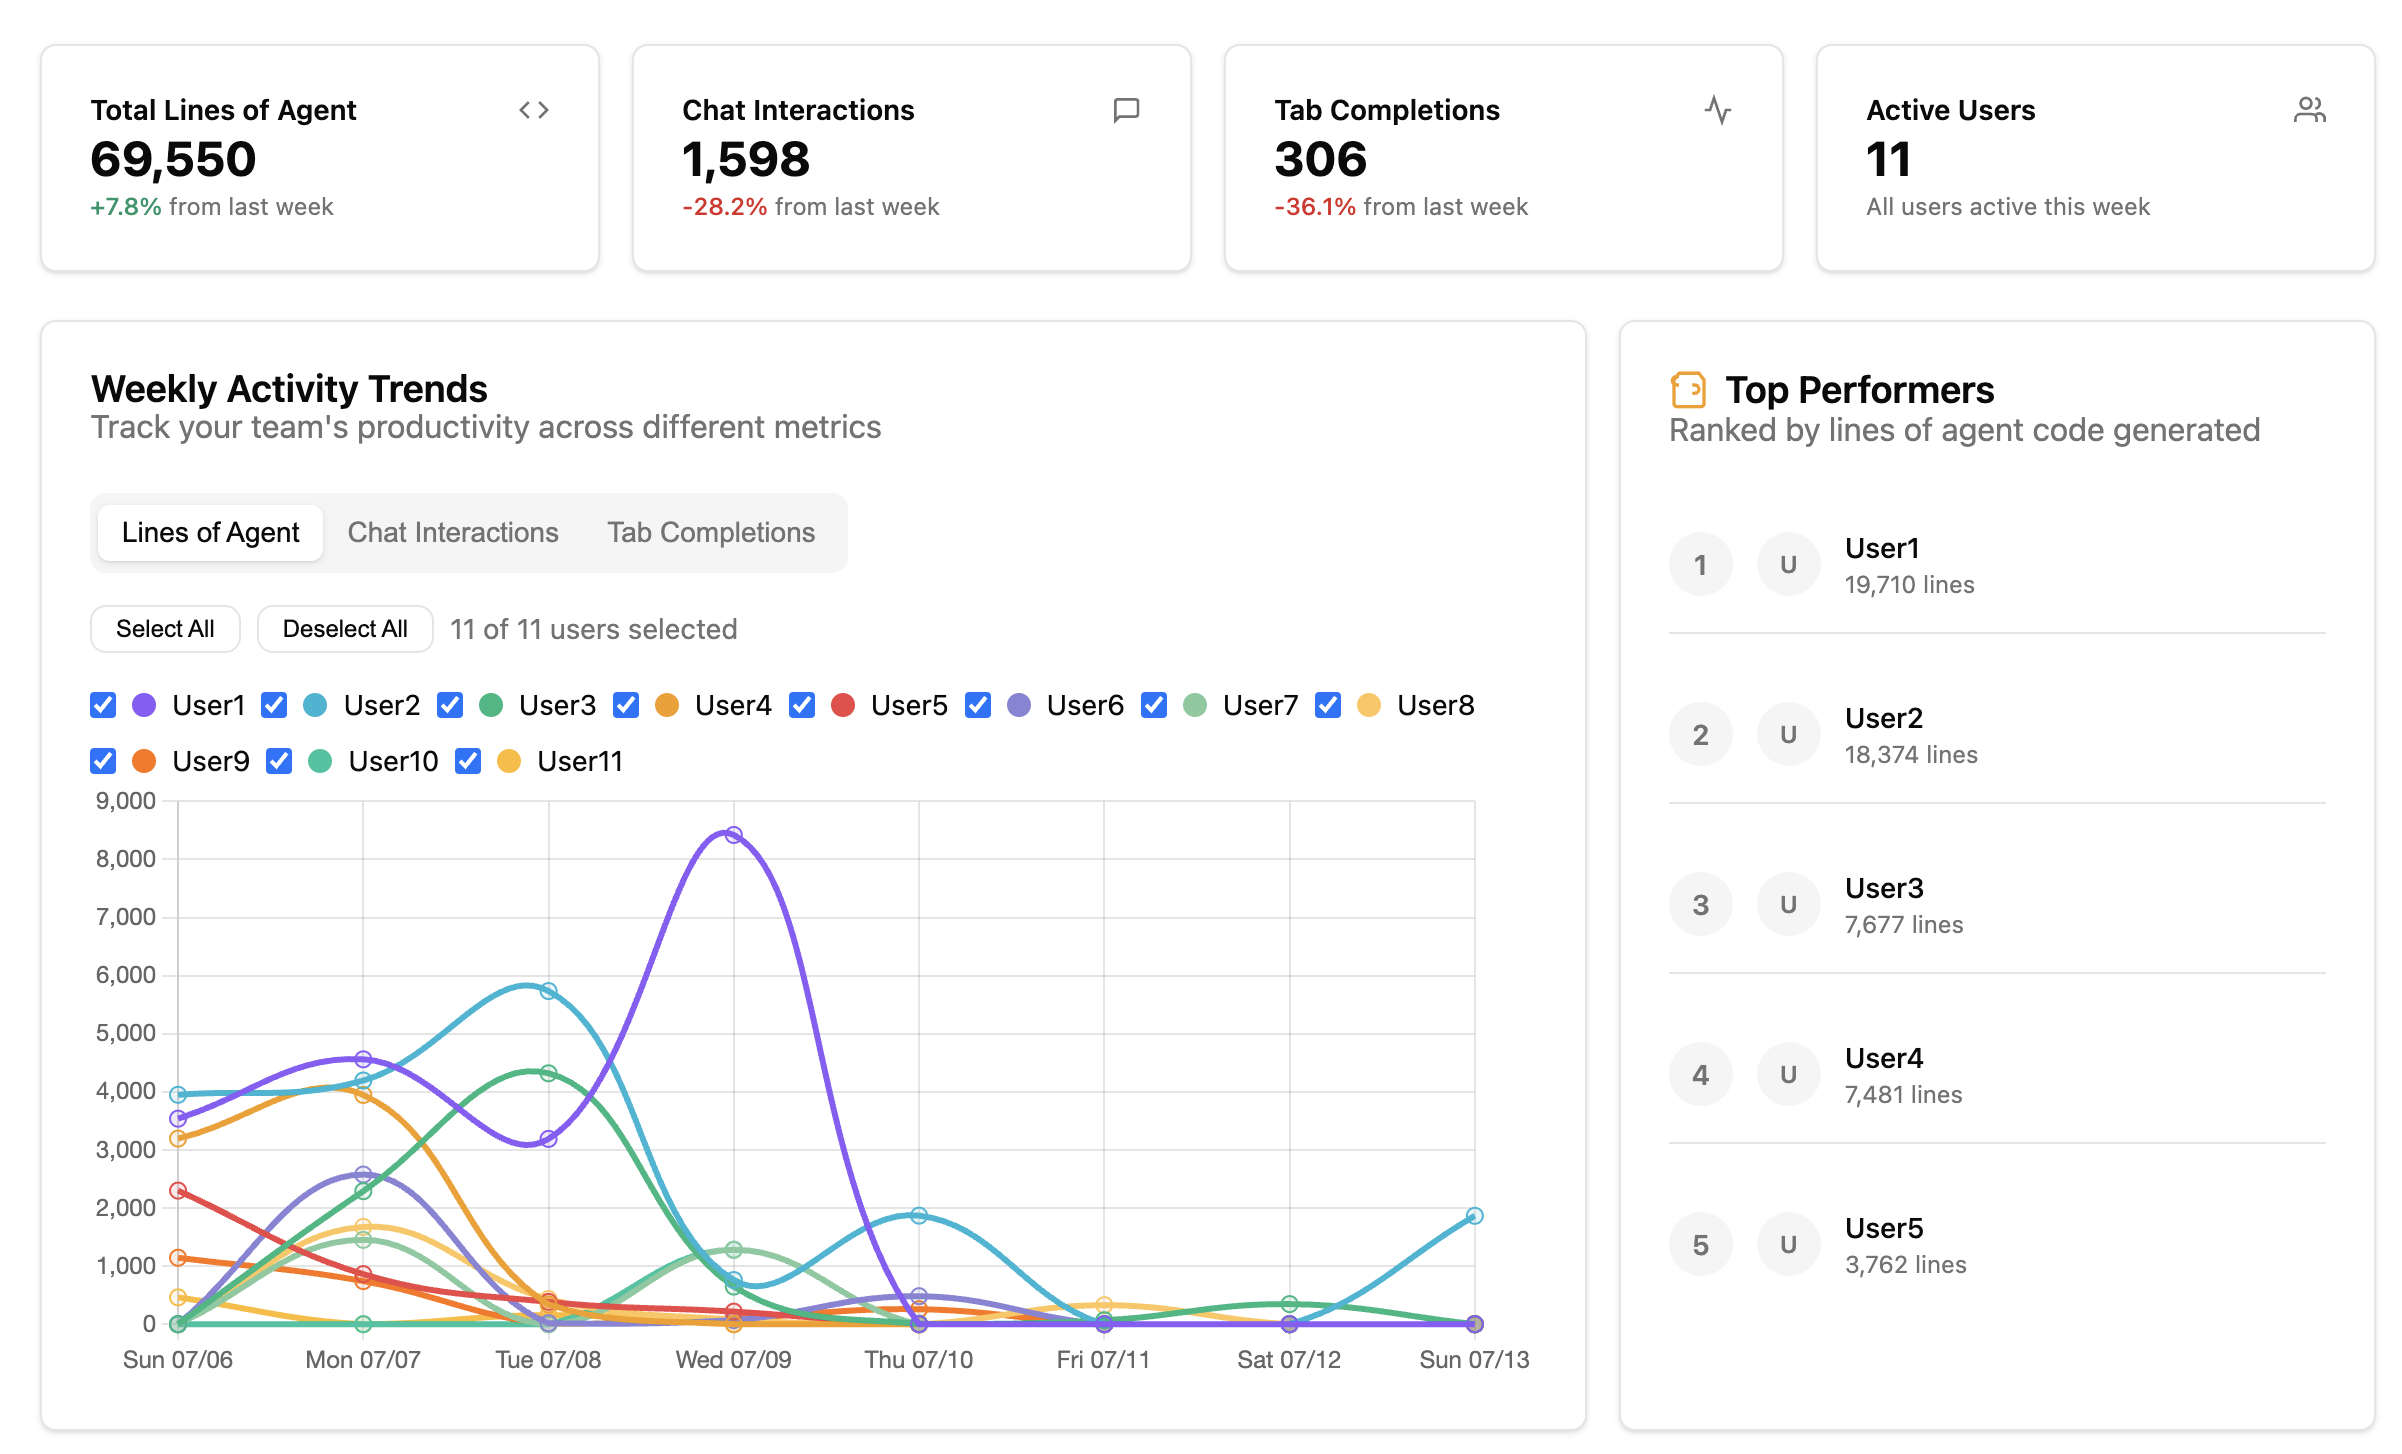 Total Lines of Agent
69,550
+7.8% from last week
Chat Interactions
1,598
-28.2% from last week
Tab Completions
306
-36.1% from last week
Active Users
11
All users active this week
Weekly Activity Trends
Track your team's productivity across different metrics
Lines of Agent Chat Interactions Tab Completions
Select All Deselect All 11 of 11 users selected
User1 User2 User3 User4 User5 User6 User7 User8
User9 User10 User11
9,000
8,000
7,000
6,000
5,000
4,000
3,000
2,000
1,000
0
Sun 07/06 Mon 07/07 Tue 07/08 Wed 07/09 Thu 07/10 Fri 07/11 Sat 07/12 Sun 07/13
Top Performers
Ranked by lines of agent code generated
1 U User1
19,710 lines
2 U User2
18,374 lines
3 U User3
7,677 lines
4 U User4
7,481 lines
5 U User5
3,762 lines